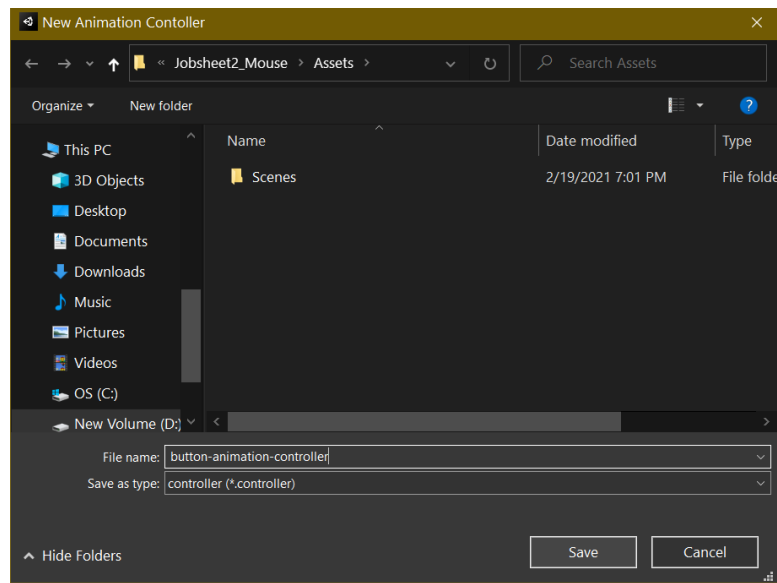 New Animation Contoller
« Jobsheet2_Mouse > Assets >
Search Assets
Organize
New folder
Name
Date modified
Type
This PC
3D Objects
Desktop
Documents
Downloads
Music
Pictures
Videos
OS (C:)
New Volume (D:)
Scenes
2/19/2021 7:01 PM
File folde
File name: button-animation-controller
Save as type: controller (*.controller)
Hide Folders
Save
Cancel